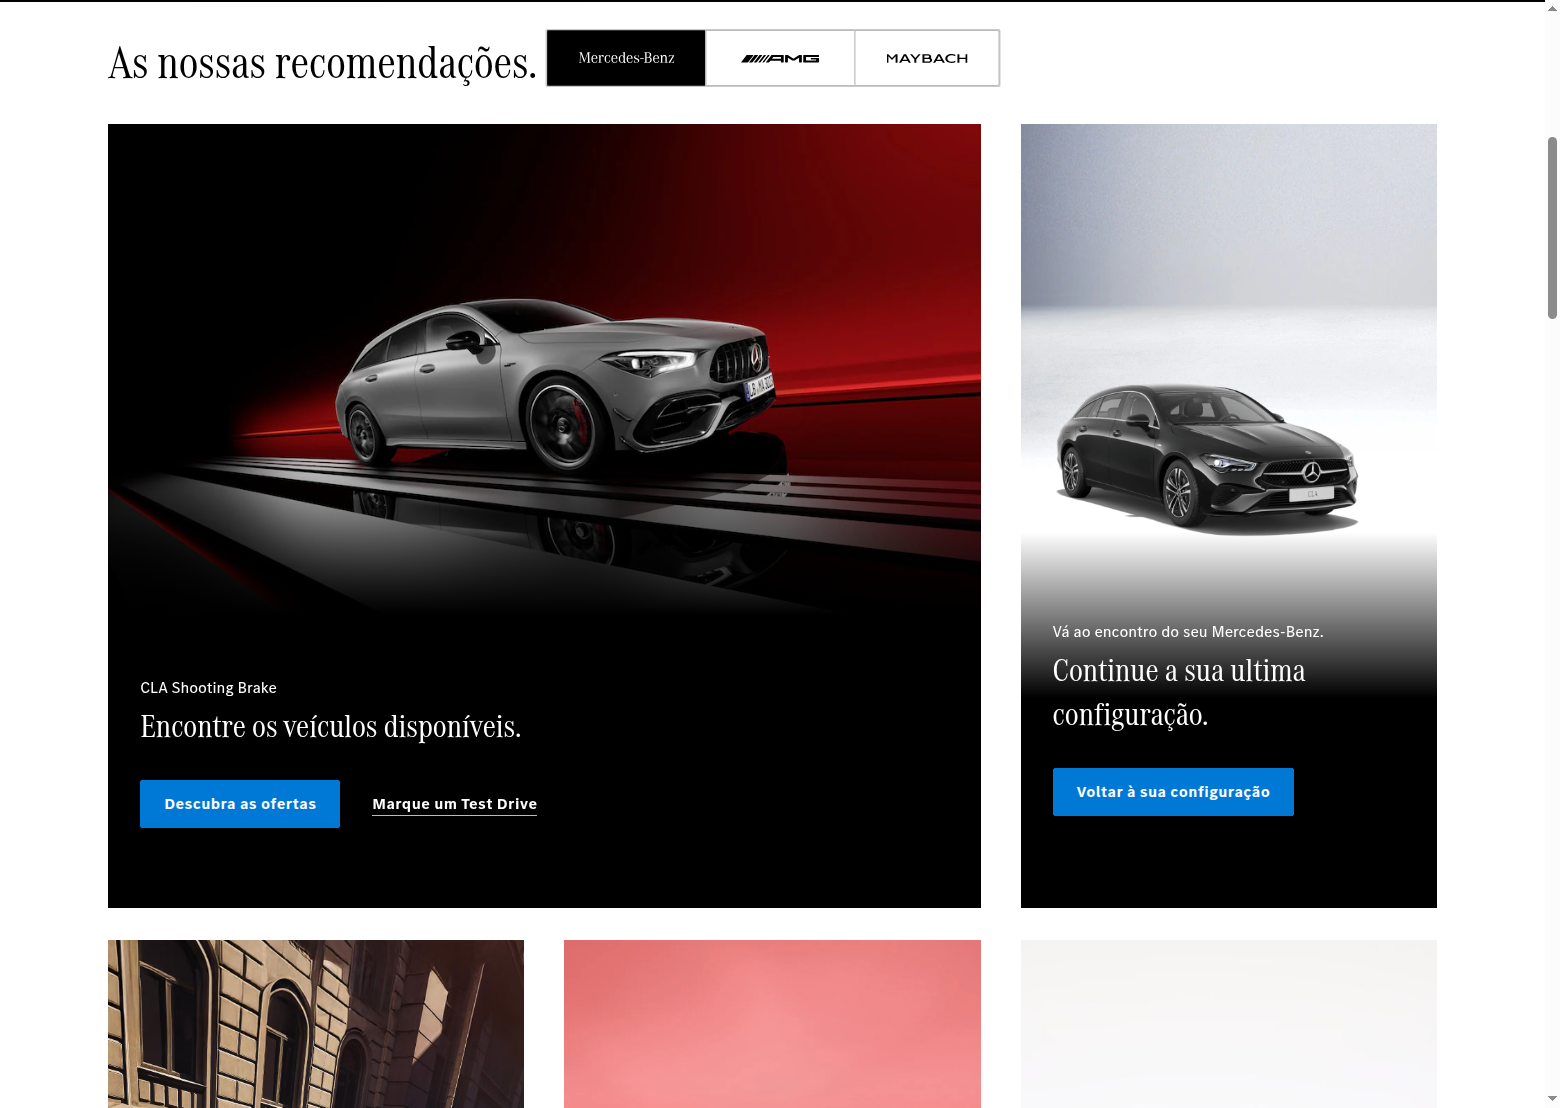 As nossas recomendações.
Mercedes-Benz
AMG
MAYBACH
CLA
CLA Shooting Brake
Encontre os veículos disponíveis.
Descubra as ofertas
Marque um Test Drive
Vá ao encontro do seu Mercedes-Benz.
Continue a sua ultima
configuração.
Voltar à sua configuração